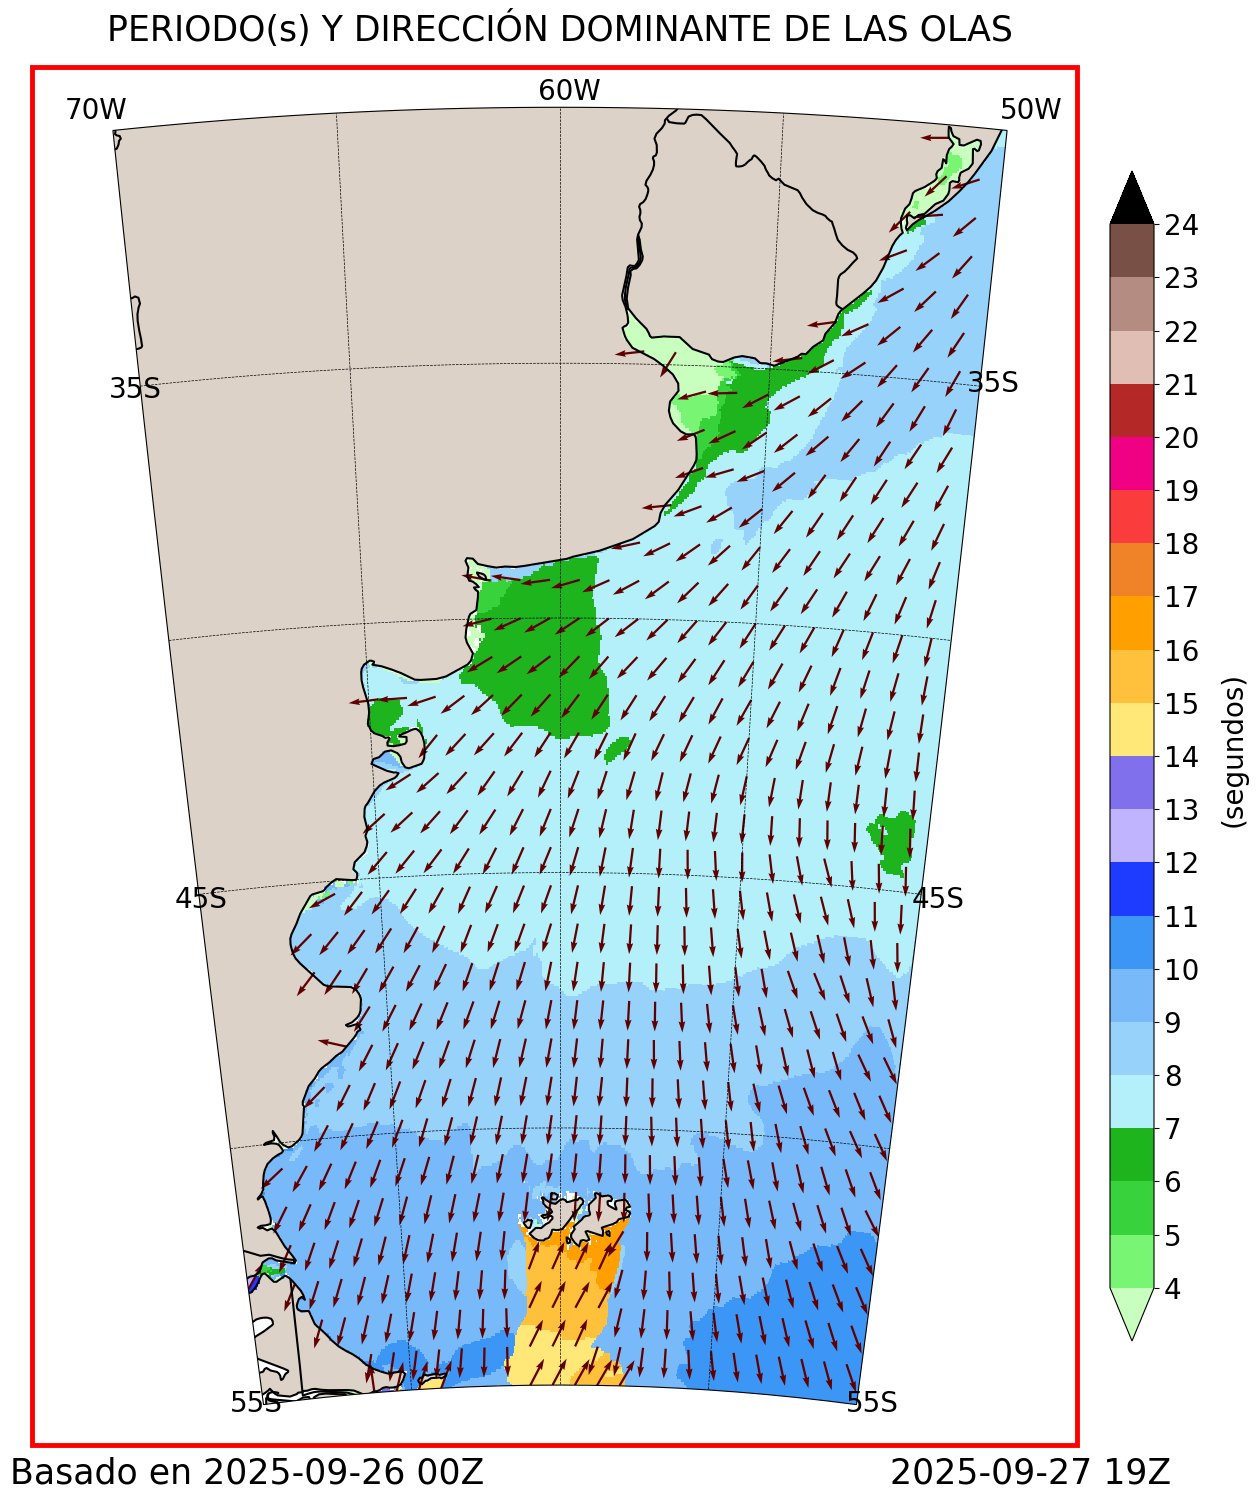 PERIODO(s) Y DIRECCIÓN DOMINANTE DE LAS OLAS
70W
60W
50W
35S
35S
45S
45S
55S
55S
24
23
22
21
20
19
18
17
16
15
14
13
12
11
10
9
8
7
6
5
4
(segundos)
Basado en 2025-09-26 00Z
2025-09-27 19Z